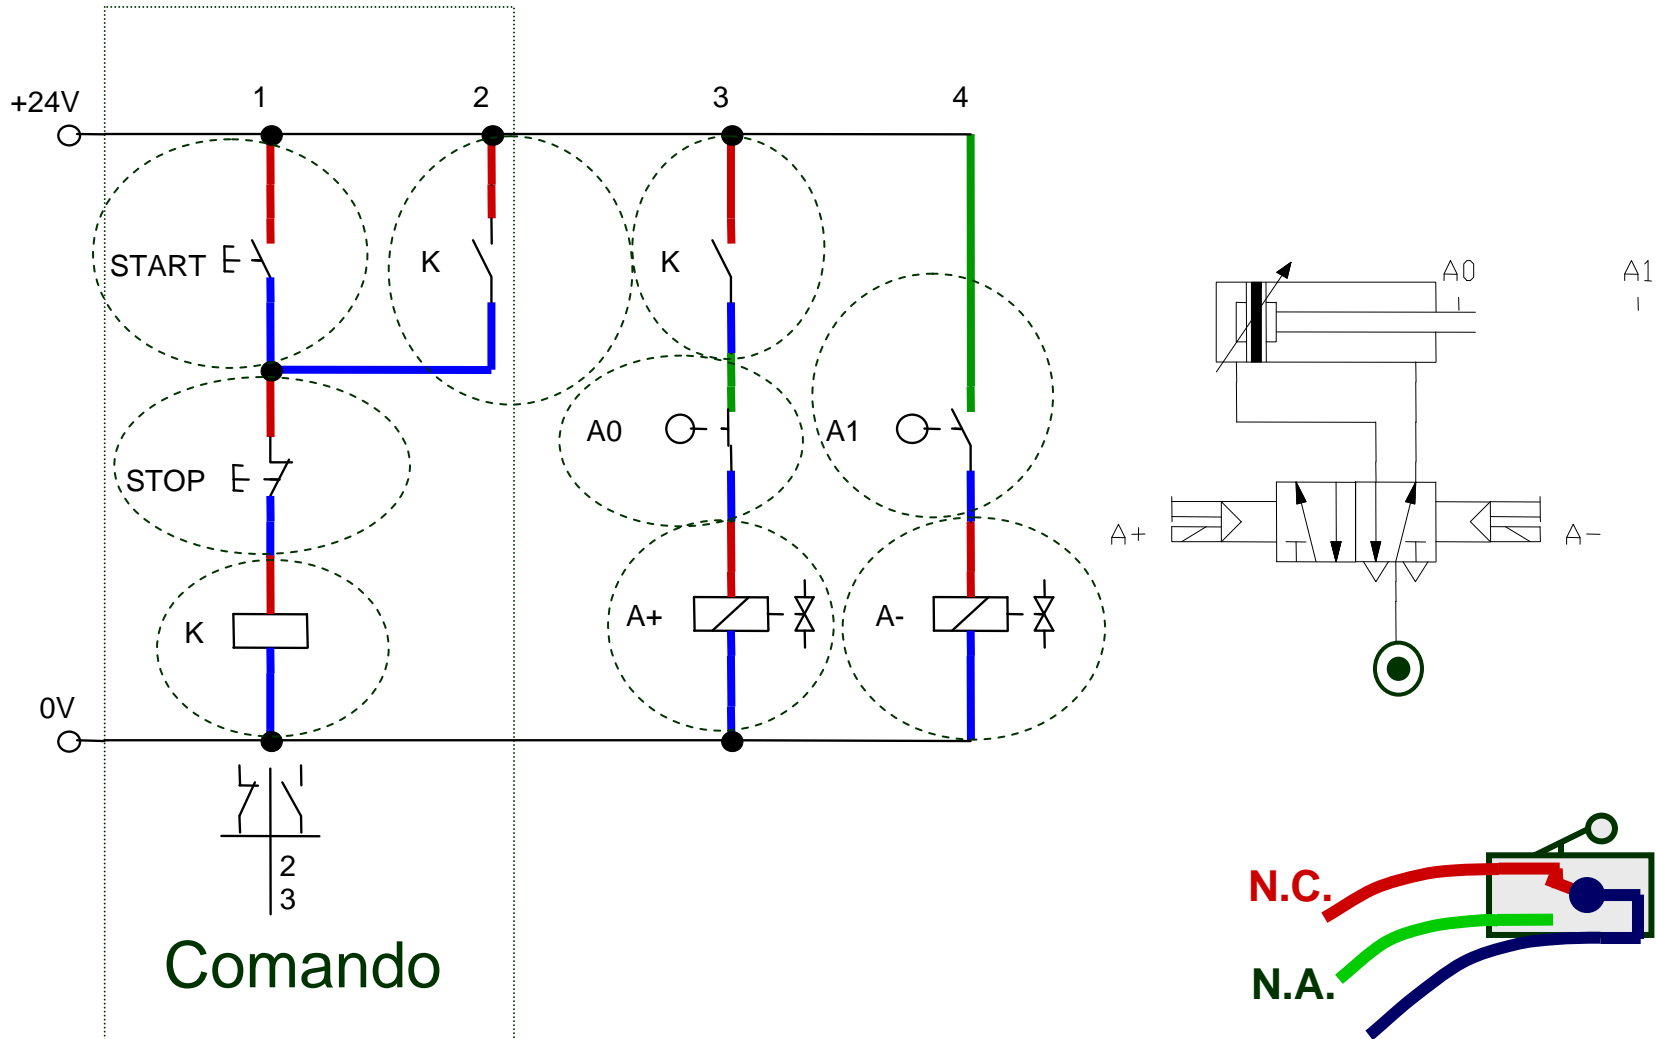 1
2
3
4
+24V
START
K
K
A0
A1
STOP
A0
A1
A+
A-
K
A+
A-
0V
2
3
N.C.
N.A.
Comando